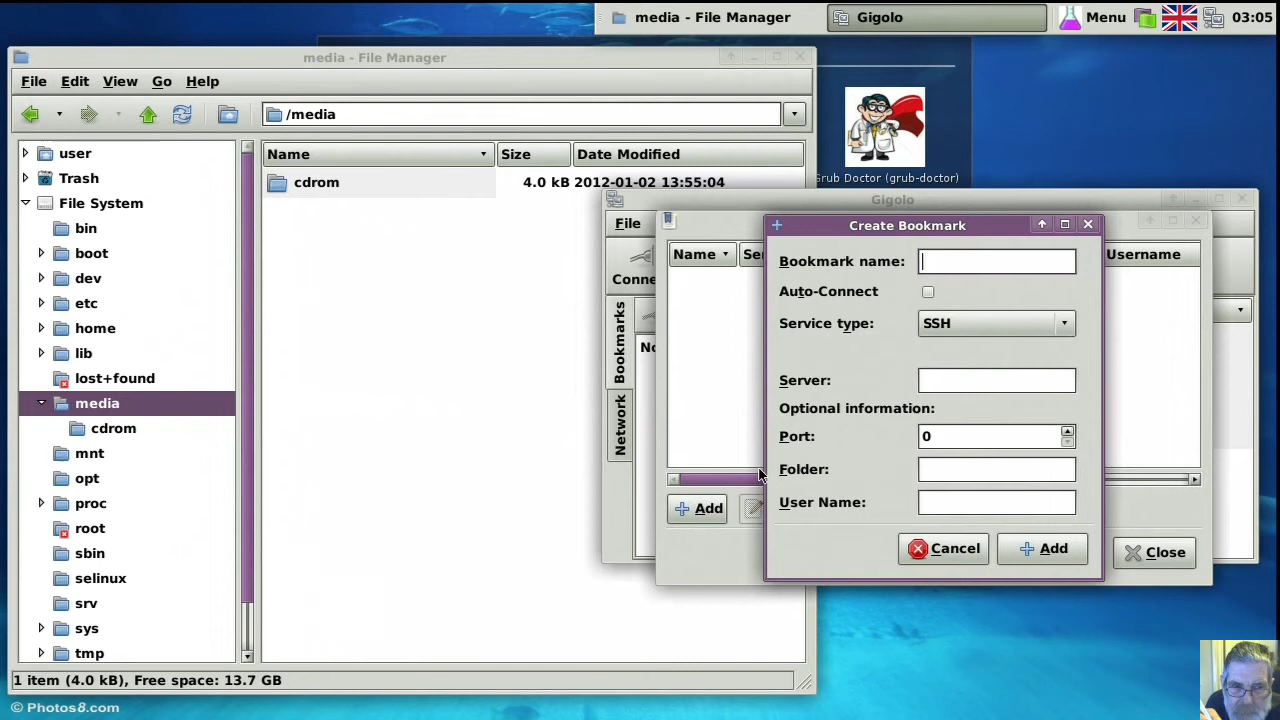 media - File Manager
Gigolo
Menu
03:05
media - File Manager
File Edit View Go Help
/media
user
Trash
File System
bin
boot
dev
etc
home
lib
lost+found
media
cdrom
mnt
opt
proc
root
sbin
selinux
srv
sys
tmp
Name Size Date Modified
cdrom 4.0 kB 2012-01-02 13:55:04
1 item (4.0 kB), Free space: 13.7 GB
Grub Doctor (grub-doctor)
Gigolo
File
Conne
Bookmarks
Network
No
Name Se Username
Add
Close
Create Bookmark
Bookmark name:
Auto-Connect
Service type: SSH
Server:
Optional information:
Port: 0
Folder:
User Name:
Cancel Add
© Photos8.com